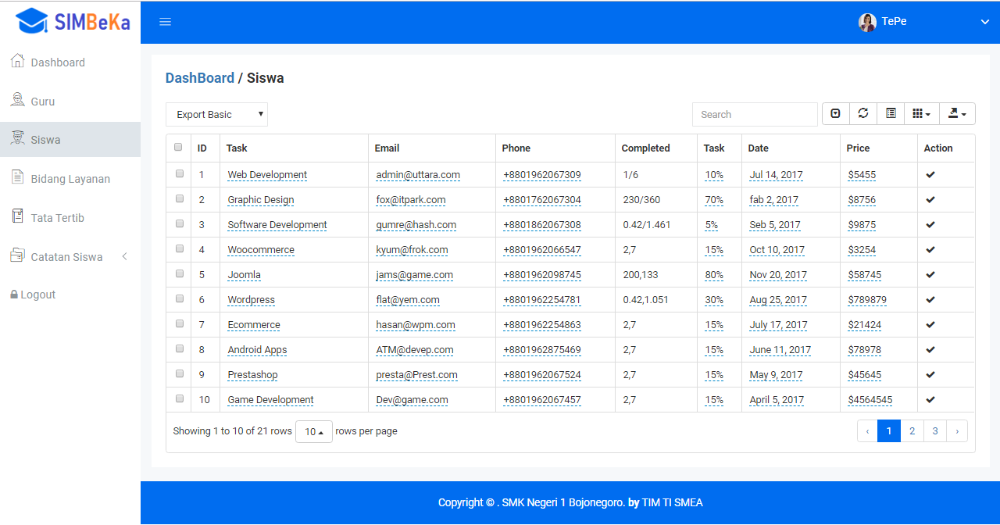 SIMBeKa
TePe
Dashboard
Guru
Siswa
Bidang Layanan
Tata Tertib
Catatan Siswa
Logout
DashBoard / Siswa
Export Basic
Search
ID Task Email Phone Completed Task Date Price Action
1 Web Development admin@uttara.com +8801962067309 1/6 10% Jul 14, 2017 $5455
2 Graphic Design fox@itpark.com +8801762067304 230/360 70% fab 2, 2017 $8756
3 Software Development gumre@hash.com +8801862067308 0.42/1.461 5% Seb 5, 2017 $9875
4 Woocommerce kyum@frok.com +8801962066547 2,7 15% Oct 10, 2017 $3254
5 Joomla jams@game.com +8801962098745 200,133 80% Nov 20, 2017 $58745
6 Wordpress flat@yem.com +8801962254781 0.42,1.051 30% Aug 25, 2017 $789879
7 Ecommerce hasan@wpm.com +8801962254863 2,7 15% July 17, 2017 $21424
8 Android Apps ATM@devep.com +8801962875469 2,7 15% June 11, 2017 $78978
9 Prestashop presta@Prest.com +8801962067524 2,7 15% May 9, 2017 $45645
10 Game Development Dev@game.com +8801962067457 2,7 15% April 5, 2017 $4564545
Showing 1 to 10 of 21 rows 10 rows per page ‹ 1 2 3 ›
Copyright © . SMK Negeri 1 Bojonegoro. by TIM TI SMEA